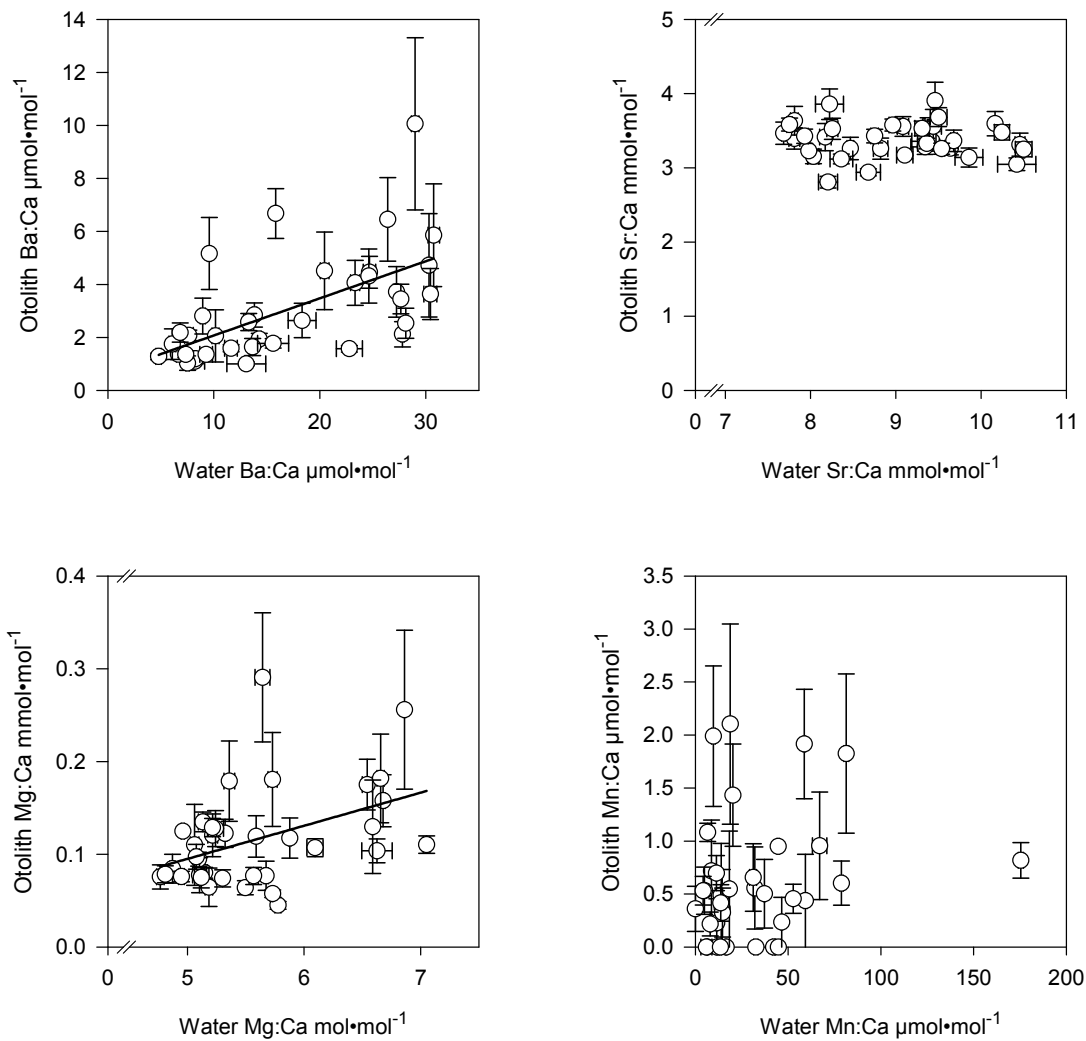 Otolith Ba:Ca µmol•mol⁻¹
14
12
10
8
6
4
2
0
0 10 20 30
Water Ba:Ca µmol•mol⁻¹
Otolith Sr:Ca mmol•mol⁻¹
5
4
3
2
1
0
0 7 8 9 10 11
Water Sr:Ca mmol•mol⁻¹
Otolith Mg:Ca mmol•mol⁻¹
0.4
0.3
0.2
0.1
0.0
0 5 6 7
Water Mg:Ca mol•mol⁻¹
Otolith Mn:Ca µmol•mol⁻¹
3.5
3.0
2.5
2.0
1.5
1.0
0.5
0.0
0 50 100 150 200
Water Mn:Ca µmol•mol⁻¹